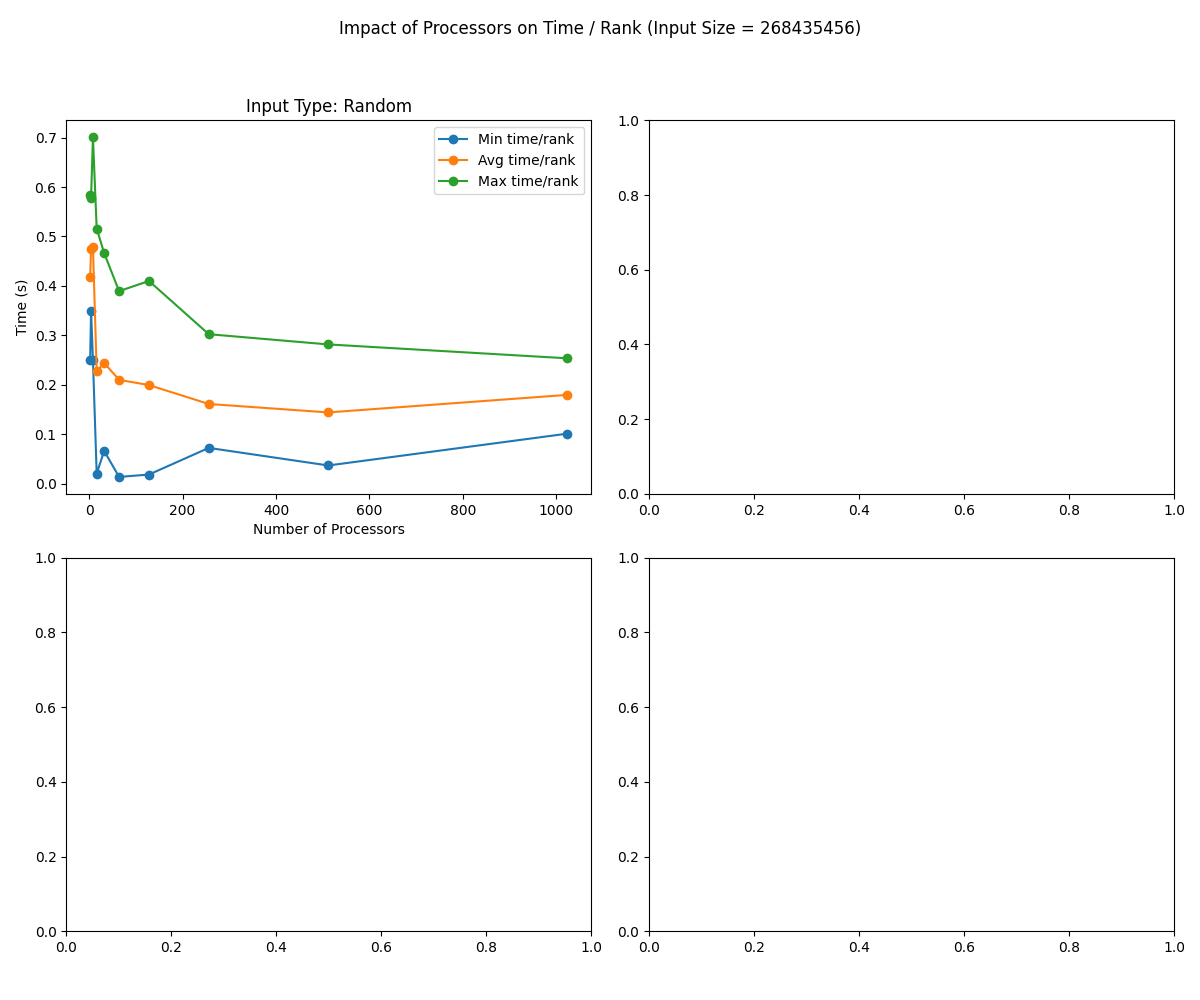 Impact of Processors on Time / Rank (Input Size = 268435456)
Input Type: Random
Min time/rank
Avg time/rank
Max time/rank
Time (s)
0.7
0.6
0.5
0.4
0.3
0.2
0.1
0.0
0 200 400 600 800 1000
Number of Processors
1.0
0.8
0.6
0.4
0.2
0.0
0.0 0.2 0.4 0.6 0.8 1.0
1.0
0.8
0.6
0.4
0.2
0.0
0.0 0.2 0.4 0.6 0.8 1.0
1.0
0.8
0.6
0.4
0.2
0.0
0.0 0.2 0.4 0.6 0.8 1.0